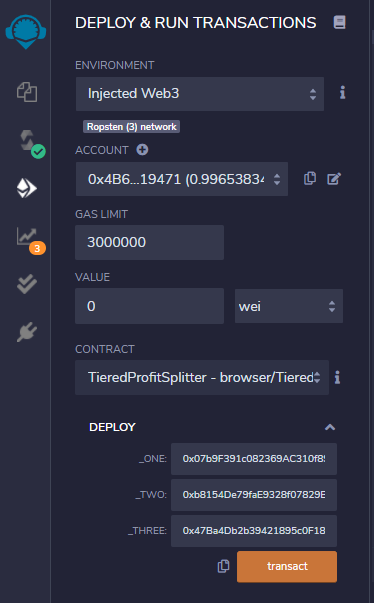 DEPLOY & RUN TRANSACTIONS
ENVIRONMENT
Injected Web3
Ropsten (3) network
ACCOUNT
0x4B6...19471 (0.99653834
GAS LIMIT
3000000
VALUE
0 wei
CONTRACT
TieredProfitSplitter - browser/Tiered
3
DEPLOY
_ONE: 0x07b9F391c082369AC310f8
_TWO: 0xb8154De79faE9328f07829E
_THREE: 0x47Ba4Db2b39421895c0F18
transact